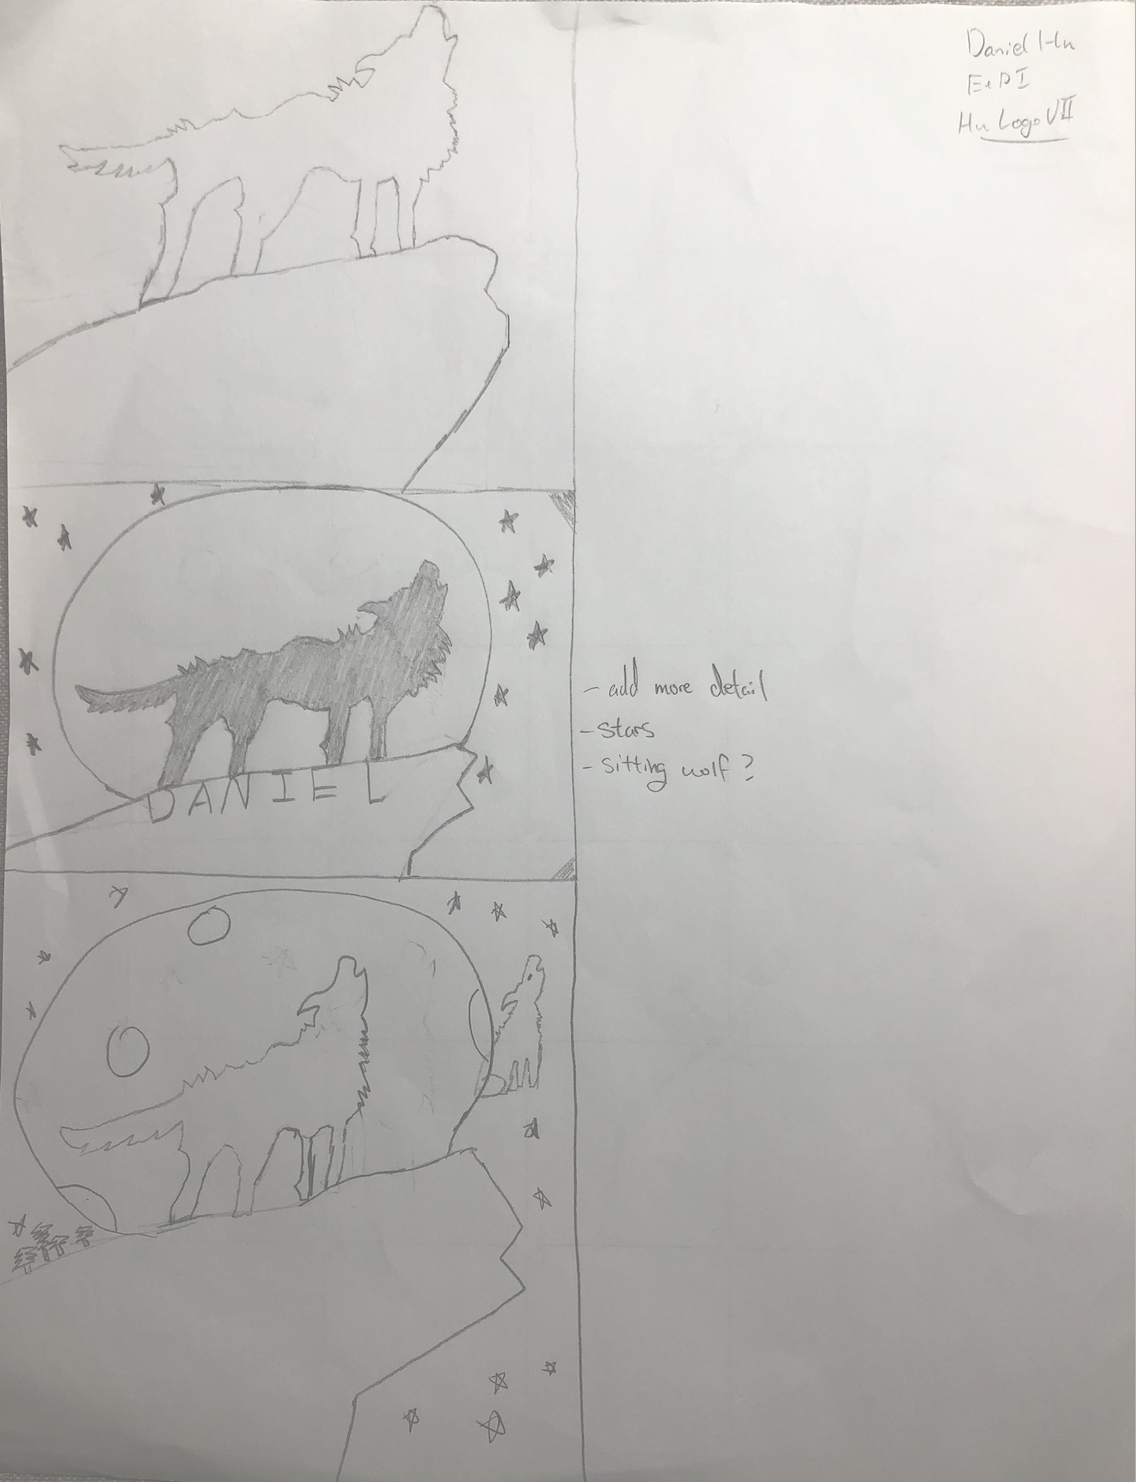 Daniel Hu
E&D I
Hu Logo VII
DANIEL
- add more detail
- stars
- sitting wolf?